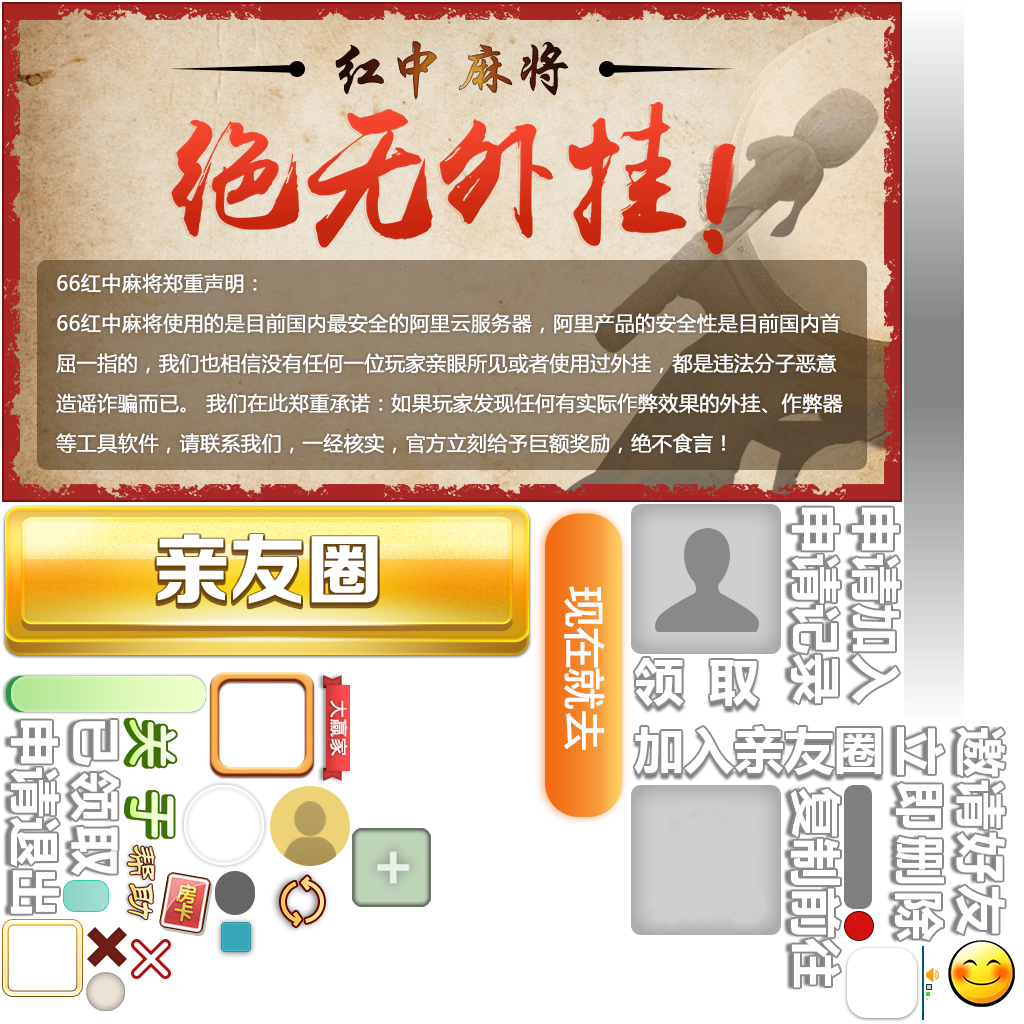 红中 麻将
绝无外挂!
66红中麻将郑重声明：
66红中麻将使用的是目前国内最安全的阿里云服务器，阿里产品的安全性是目前国内首
屈一指的，我们也相信没有任何一位玩家亲眼所见或者使用过外挂，都是违法分子恶意
造谣诈骗而已。 我们在此郑重承诺：如果玩家发现任何有实际作弊效果的外挂、作弊器
等工具软件，请联系我们，一经核实，官方立刻给予巨额奖励，绝不食言！
亲友圈
现在就去
申请记录
申请加入
领 取
大赢家
申请退出
已领取
关于
帮助
房卡
加入亲友圈
复制前往
立即删除
邀请好友